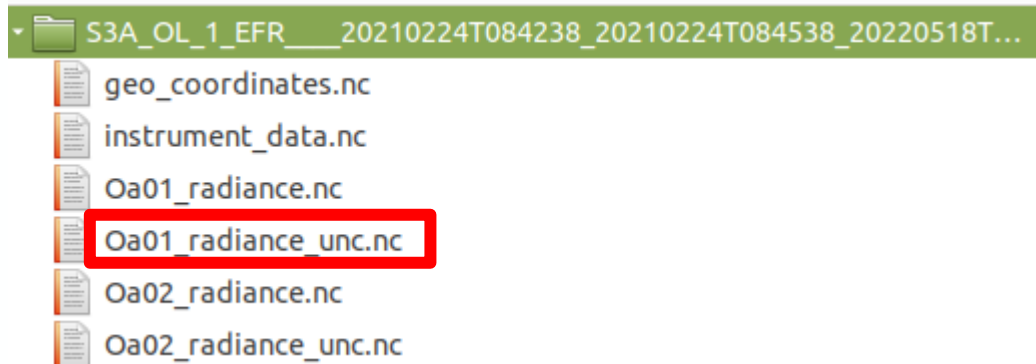 S3A_OL_1_EFR____20210224T084238_20210224T084538_20220518T...
geo_coordinates.nc
instrument_data.nc
Oa01_radiance.nc
Oa01_radiance_unc.nc
Oa02_radiance.nc
Oa02_radiance_unc.nc